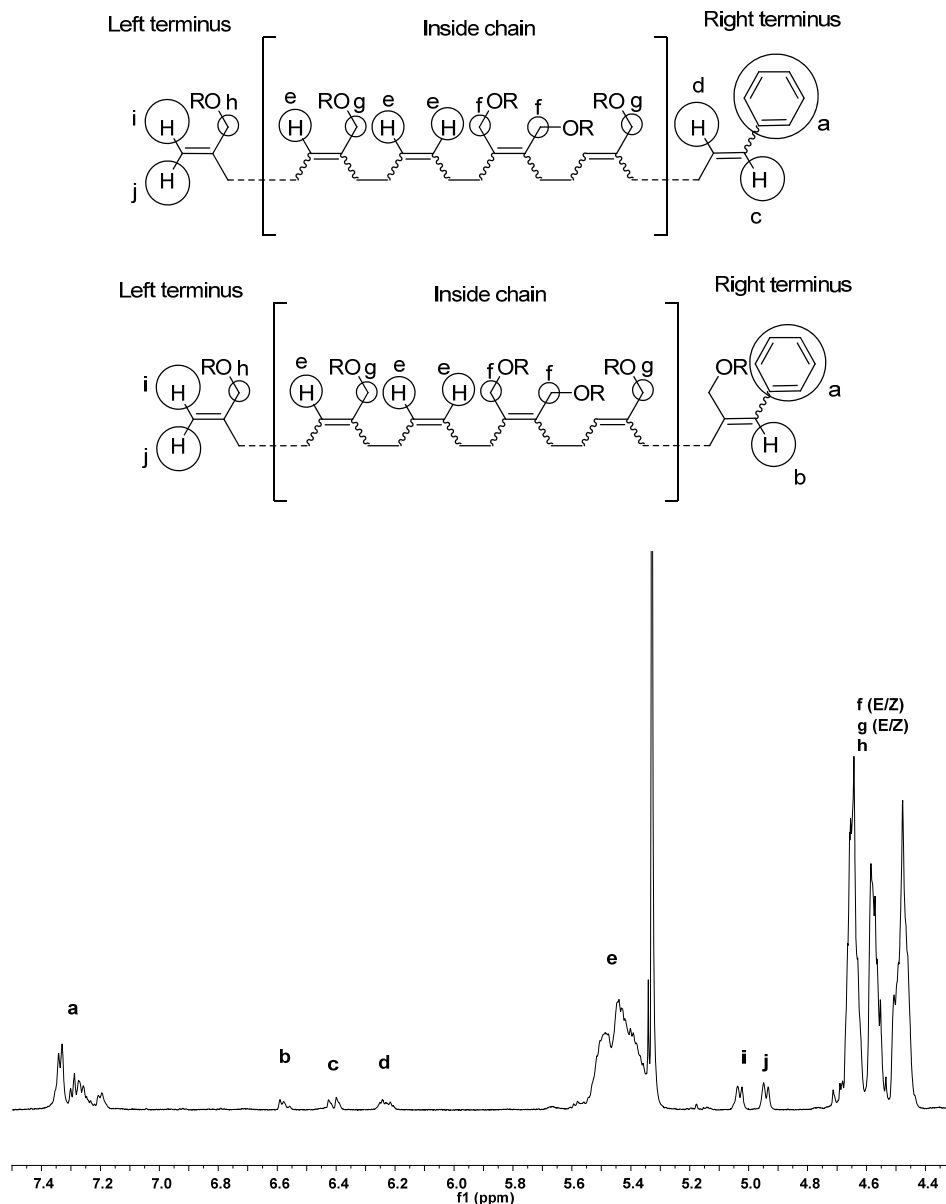 Left terminus Inside chain Right terminus
RO h e RO g e e f OR f RO g d
i OR
H H H H H a
H H
j c
Left terminus Inside chain Right terminus
RO h e RO g e e f OR f RO g OR
i OR a
H H H H
H H
j b
f (E/Z)
g (E/Z)
h
e
a
b c d i j
7.4 7.2 7.0 6.8 6.6 6.4 6.2 6.0 5.8 5.6 5.4 5.2 5.0 4.8 4.6 4.4
f1 (ppm)